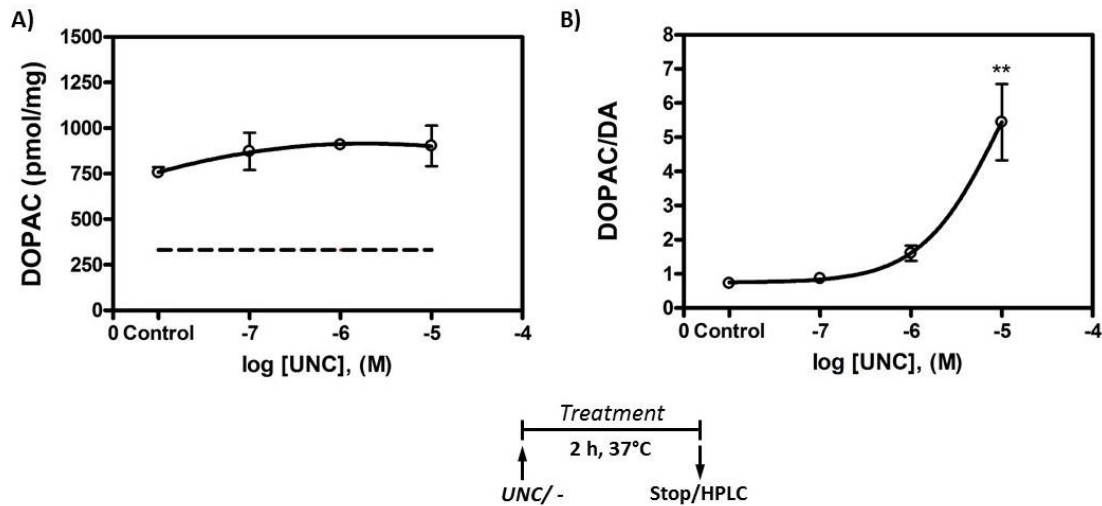 A)
1500
1250
1000
750
500
250
0
DOPAC (pmol/mg)
0 Control -7 -6 -5 -4
log [UNC], (M)
B)
8
7
6
5
4
3
2
1
0
DOPAC/DA
**
0 Control -7 -6 -5 -4
log [UNC], (M)
Treatment
2 h, 37°C
UNC/ -
Stop/HPLC